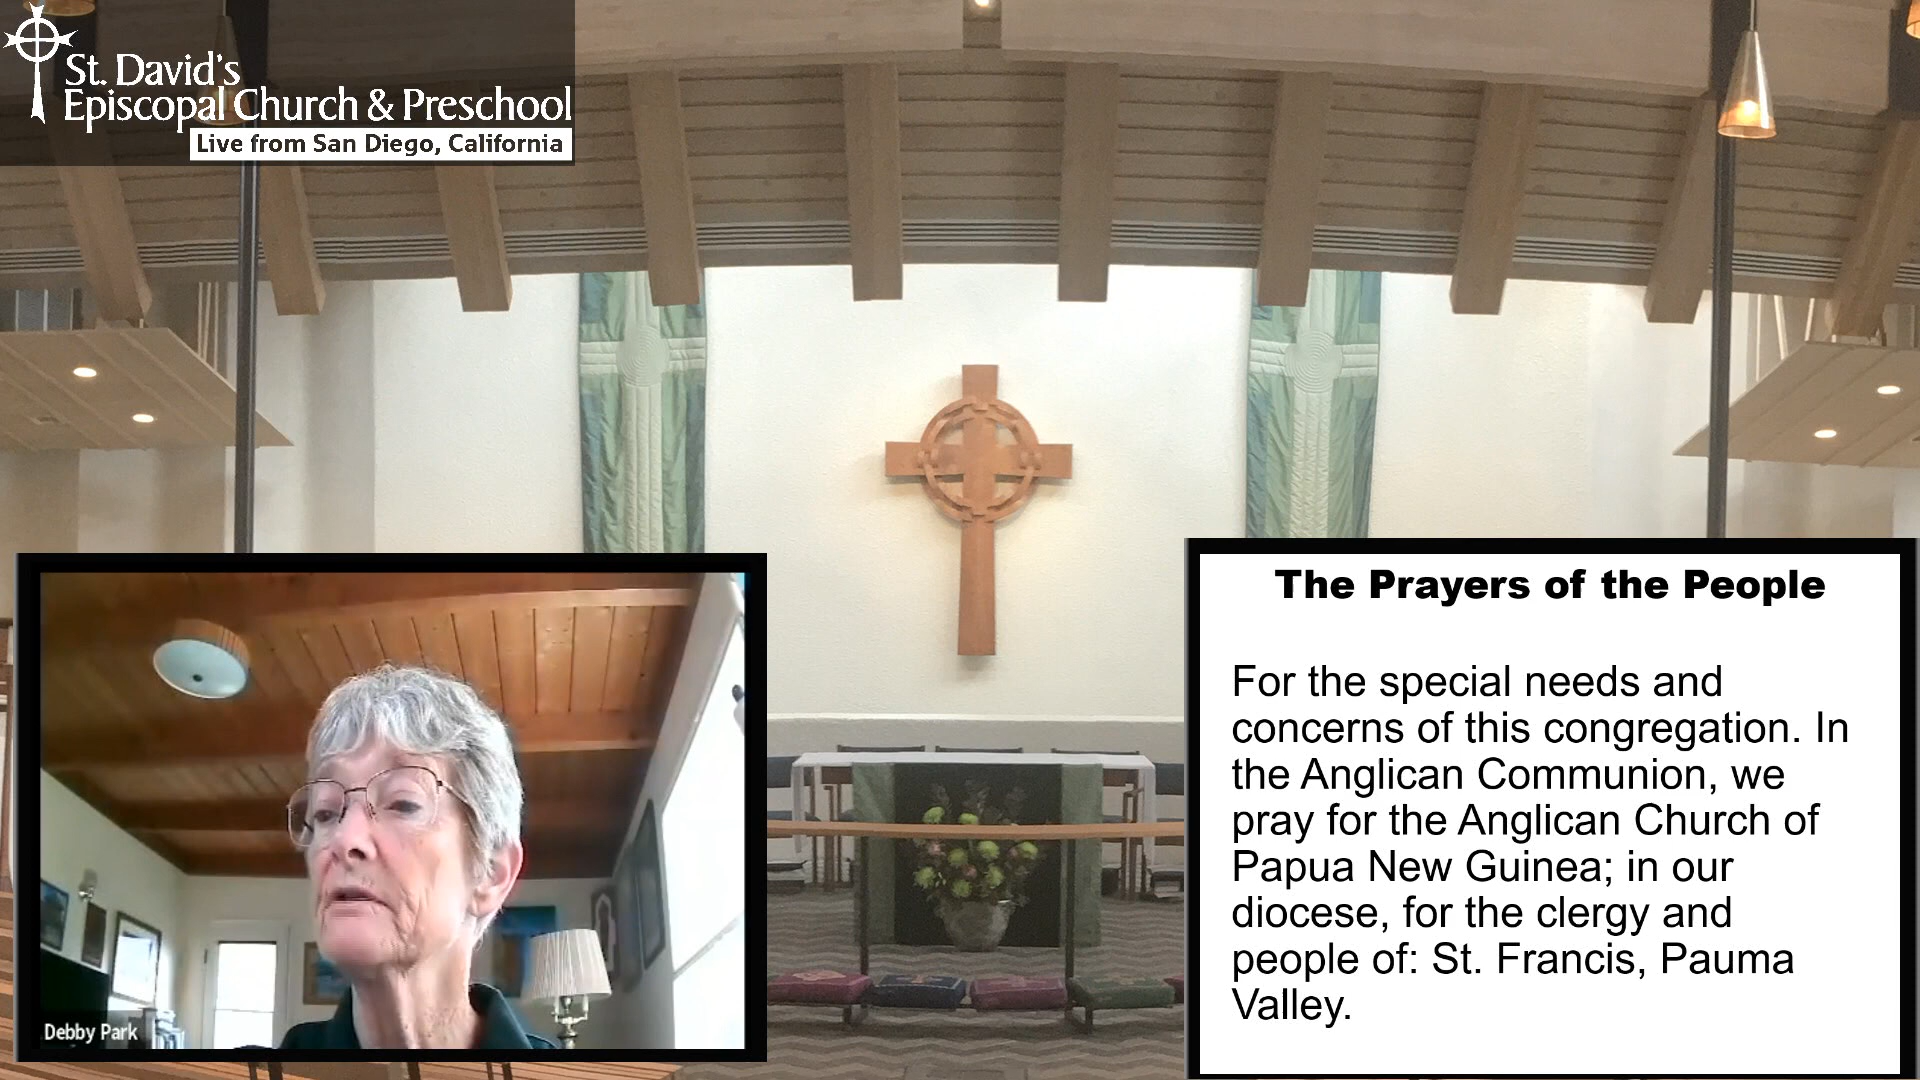 St. David's
Episcopal Church & Preschool
Live from San Diego, California
The Prayers of the People
For the special needs and
concerns of this congregation. In
the Anglican Communion, we
pray for the Anglican Church of
Papua New Guinea; in our
diocese, for the clergy and
people of: St. Francis, Pauma
Valley.
Debby Park